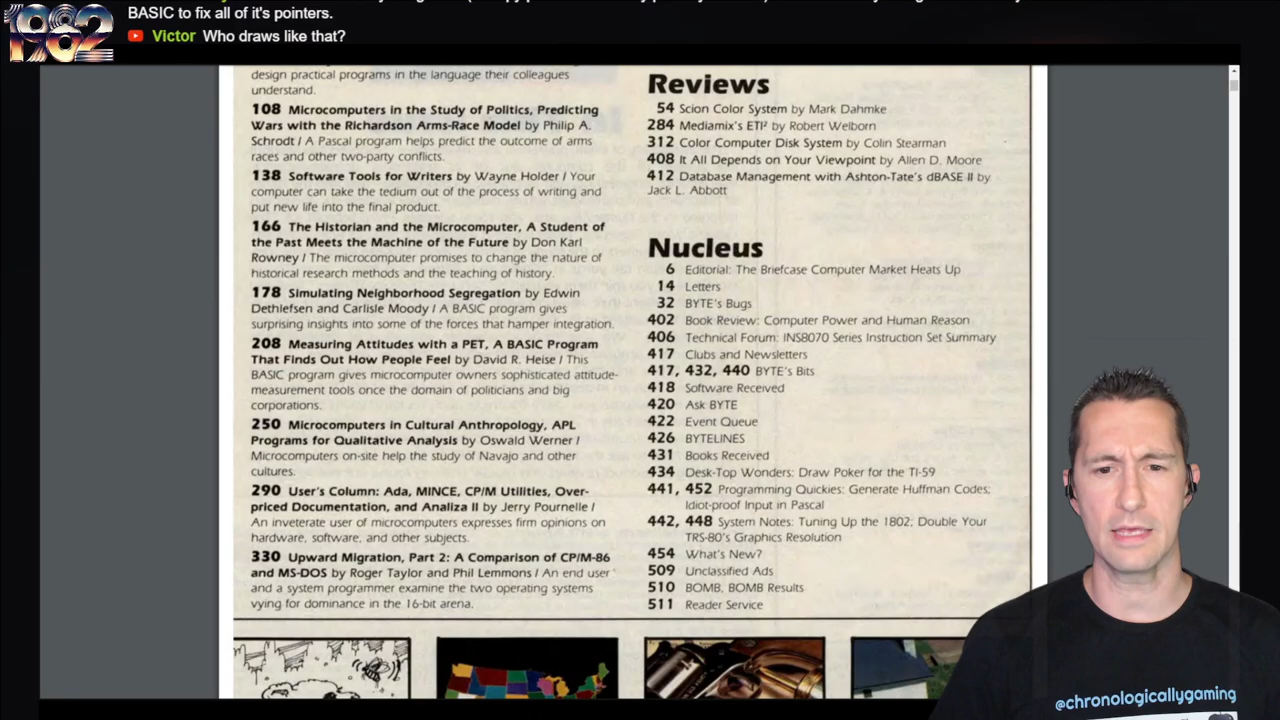 1982
BASIC to fix all of it's pointers.
Victor Who draws like that?
design practical programs in the language their colleagues
understand.
108 Microcomputers in the Study of Politics, Predicting
Wars with the Richardson Arms-Race Model by Philip A.
Schrodt / A Pascal program helps predict the outcome of arms
races and other two-party conflicts.
138 Software Tools for Writers by Wayne Holder / Your
computer can take the tedium out of the process of writing and
put new life into the final product.
166 The Historian and the Microcomputer, A Student of
the Past Meets the Machine of the Future by Don Karl
Rowney / The microcomputer promises to change the nature of
historical research methods and the teaching of history.
178 Simulating Neighborhood Segregation by Edwin
Dethlefsen and Carlisle Moody / A BASIC program gives
surprising insights into some of the forces that hamper integration.
208 Measuring Attitudes with a PET, A BASIC Program
That Finds Out How People Feel by David R. Heise / This
BASIC program gives microcomputer owners sophisticated attitude-
measurement tools once the domain of politicians and big
corporations.
250 Microcomputers in Cultural Anthropology, APL
Programs for Qualitative Analysis by Oswald Werner /
Microcomputers on-site help the study of Navajo and other
cultures.
290 User's Column: Ada, MINCE, CP/M Utilities, Over-
priced Documentation, and Analiza II by Jerry Pournelle /
An inveterate user of microcomputers expresses firm opinions on
hardware, software, and other subjects.
330 Upward Migration, Part 2: A Comparison of CP/M-86
and MS-DOS by Roger Taylor and Phil Lemmons / An end user
and a system programmer examine the two operating systems
vying for dominance in the 16-bit arena.
Reviews
54 Scion Color System by Mark Dahmke
284 Mediamix's ETI² by Robert Welborn
312 Color Computer Disk System by Colin Stearman
408 It All Depends on Your Viewpoint by Allen D. Moore
412 Database Management with Ashton-Tate's dBASE II by
Jack L. Abbott
Nucleus
6 Editorial: The Briefcase Computer Market Heats Up
14 Letters
32 BYTE's Bugs
402 Book Review: Computer Power and Human Reason
406 Technical Forum: INS8070 Series Instruction Set Summary
417 Clubs and Newsletters
417, 432, 440 BYTE's Bits
418 Software Received
420 Ask BYTE
422 Event Queue
426 BYTELINES
431 Books Received
434 Desk-Top Wonders: Draw Poker for the TI-59
441, 452 Programming Quickies: Generate Huffman Codes;
Idiot-proof Input in Pascal
442, 448 System Notes: Tuning Up the 1802; Double Your
TRS-80's Graphics Resolution
454 What's New?
509 Unclassified Ads
510 BOMB, BOMB Results
511 Reader Service
@chronologicallygaming